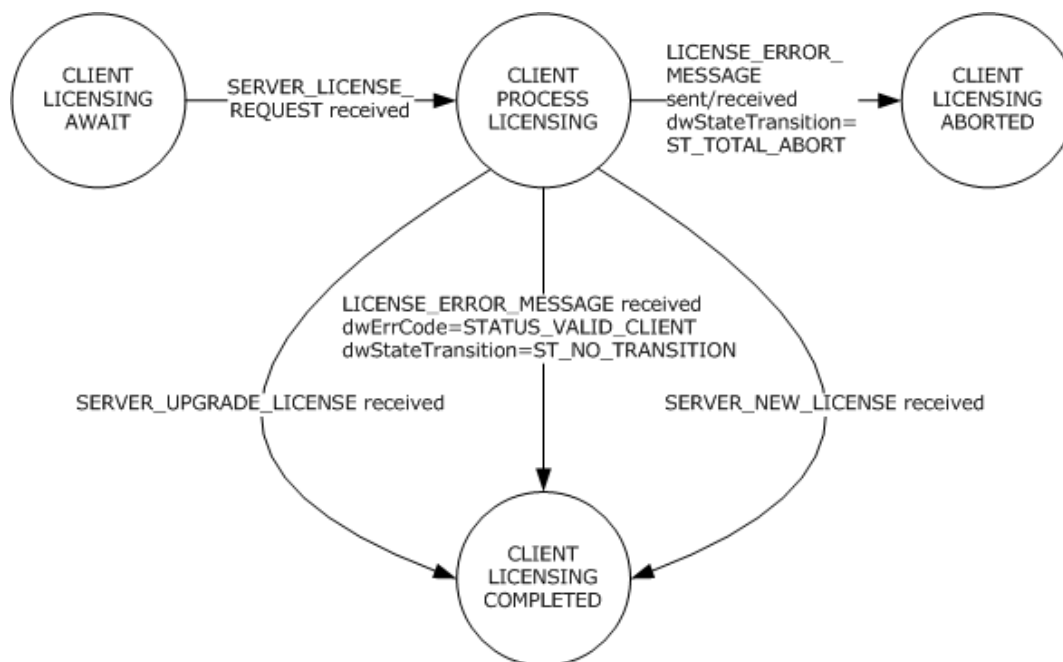 CLIENT
LICENSING
AWAIT
SERVER_LICENSE_
REQUEST received
CLIENT
PROCESS
LICENSING
LICENSE_ERROR_
MESSAGE
sent/received
dwStateTransition=
ST_TOTAL_ABORT
CLIENT
LICENSING
ABORTED
LICENSE_ERROR_MESSAGE received
dwErrCode=STATUS_VALID_CLIENT
dwStateTransition=ST_NO_TRANSITION
SERVER_UPGRADE_LICENSE received
SERVER_NEW_LICENSE received
CLIENT
LICENSING
COMPLETED